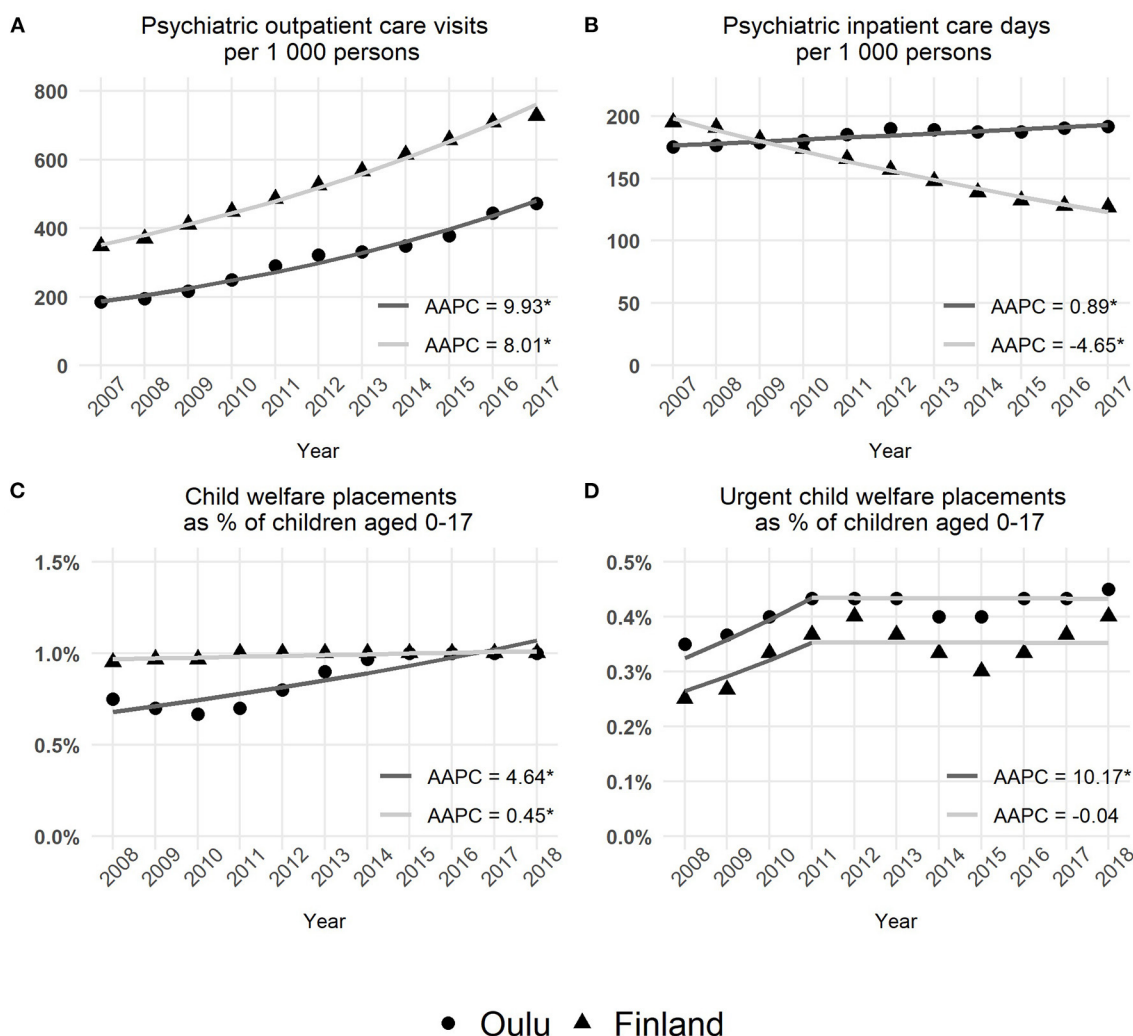 A
Psychiatric outpatient care visits
per 1 000 persons
800
600
400
200
0
AAPC = 9.93*
AAPC = 8.01*
2007
2008
2009
2010
2011
2012
2013
2014
2015
2016
2017
Year
B
Psychiatric inpatient care days
per 1 000 persons
200
150
100
50
0
AAPC = 0.89*
AAPC = -4.65*
2007
2008
2009
2010
2011
2012
2013
2014
2015
2016
2017
Year
C
Child welfare placements
as % of children aged 0-17
1.5%
1.0%
0.5%
0.0%
AAPC = 4.64*
AAPC = 0.45*
2008
2009
2010
2011
2012
2013
2014
2015
2016
2017
2018
Year
D
Urgent child welfare placements
as % of children aged 0-17
0.5%
0.4%
0.3%
0.2%
0.1%
0.0%
AAPC = 10.17*
AAPC = -0.04
2008
2009
2010
2011
2012
2013
2014
2015
2016
2017
2018
Year
Oulu Finland